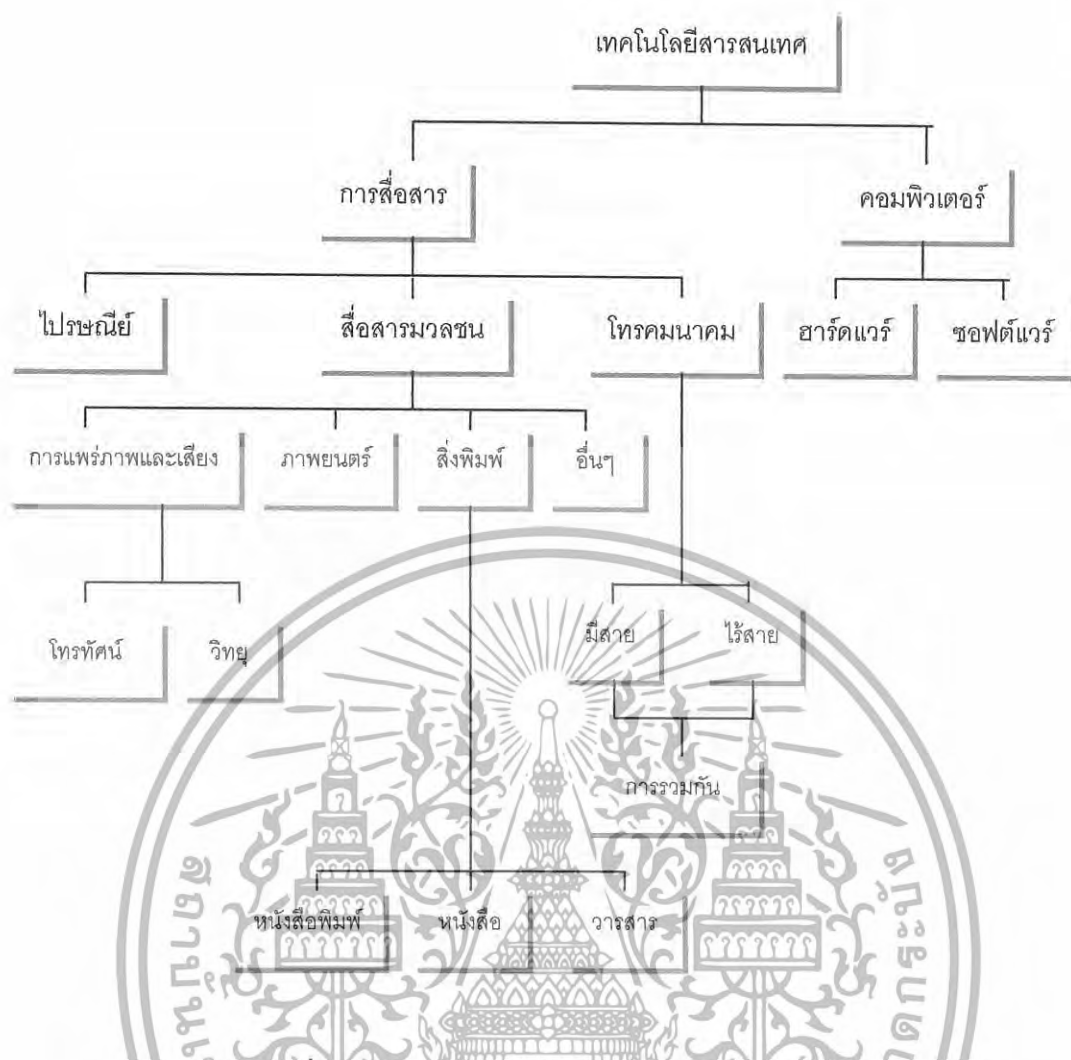 เทคโนโลยีสารสนเทศ
การสื่อสาร
คอมพิวเตอร์
ไปรษณีย์
สื่อสารมวลชน
โทรคมนาคม
ฮาร์ดแวร์
ซอฟต์แวร์
การแพร่ภาพและเสียง
ภาพยนตร์
สิ่งพิมพ์
อื่นๆ
โทรทัศน์
วิทยุ
มีสาย
ไร้สาย
การรวมกัน
หนังสือพิมพ์
หนังสือ
วารสาร